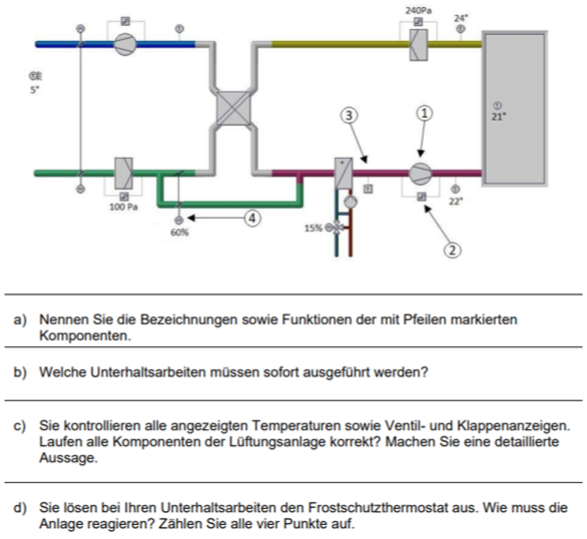 240Pa
24°
5°
21°
3
1
100 Pa
22°
4
60%
15%
2
a) Nennen Sie die Bezeichnungen sowie Funktionen der mit Pfeilen markierten
Komponenten.
b) Welche Unterhaltsarbeiten müssen sofort ausgeführt werden?
c) Sie kontrollieren alle angezeigten Temperaturen sowie Ventil- und Klappenanzeigen.
Laufen alle Komponenten der Lüftungsanlage korrekt? Machen Sie eine detaillierte
Aussage.
d) Sie lösen bei Ihren Unterhaltsarbeiten den Frostschutzthermostat aus. Wie muss die
Anlage reagieren? Zählen Sie alle vier Punkte auf.